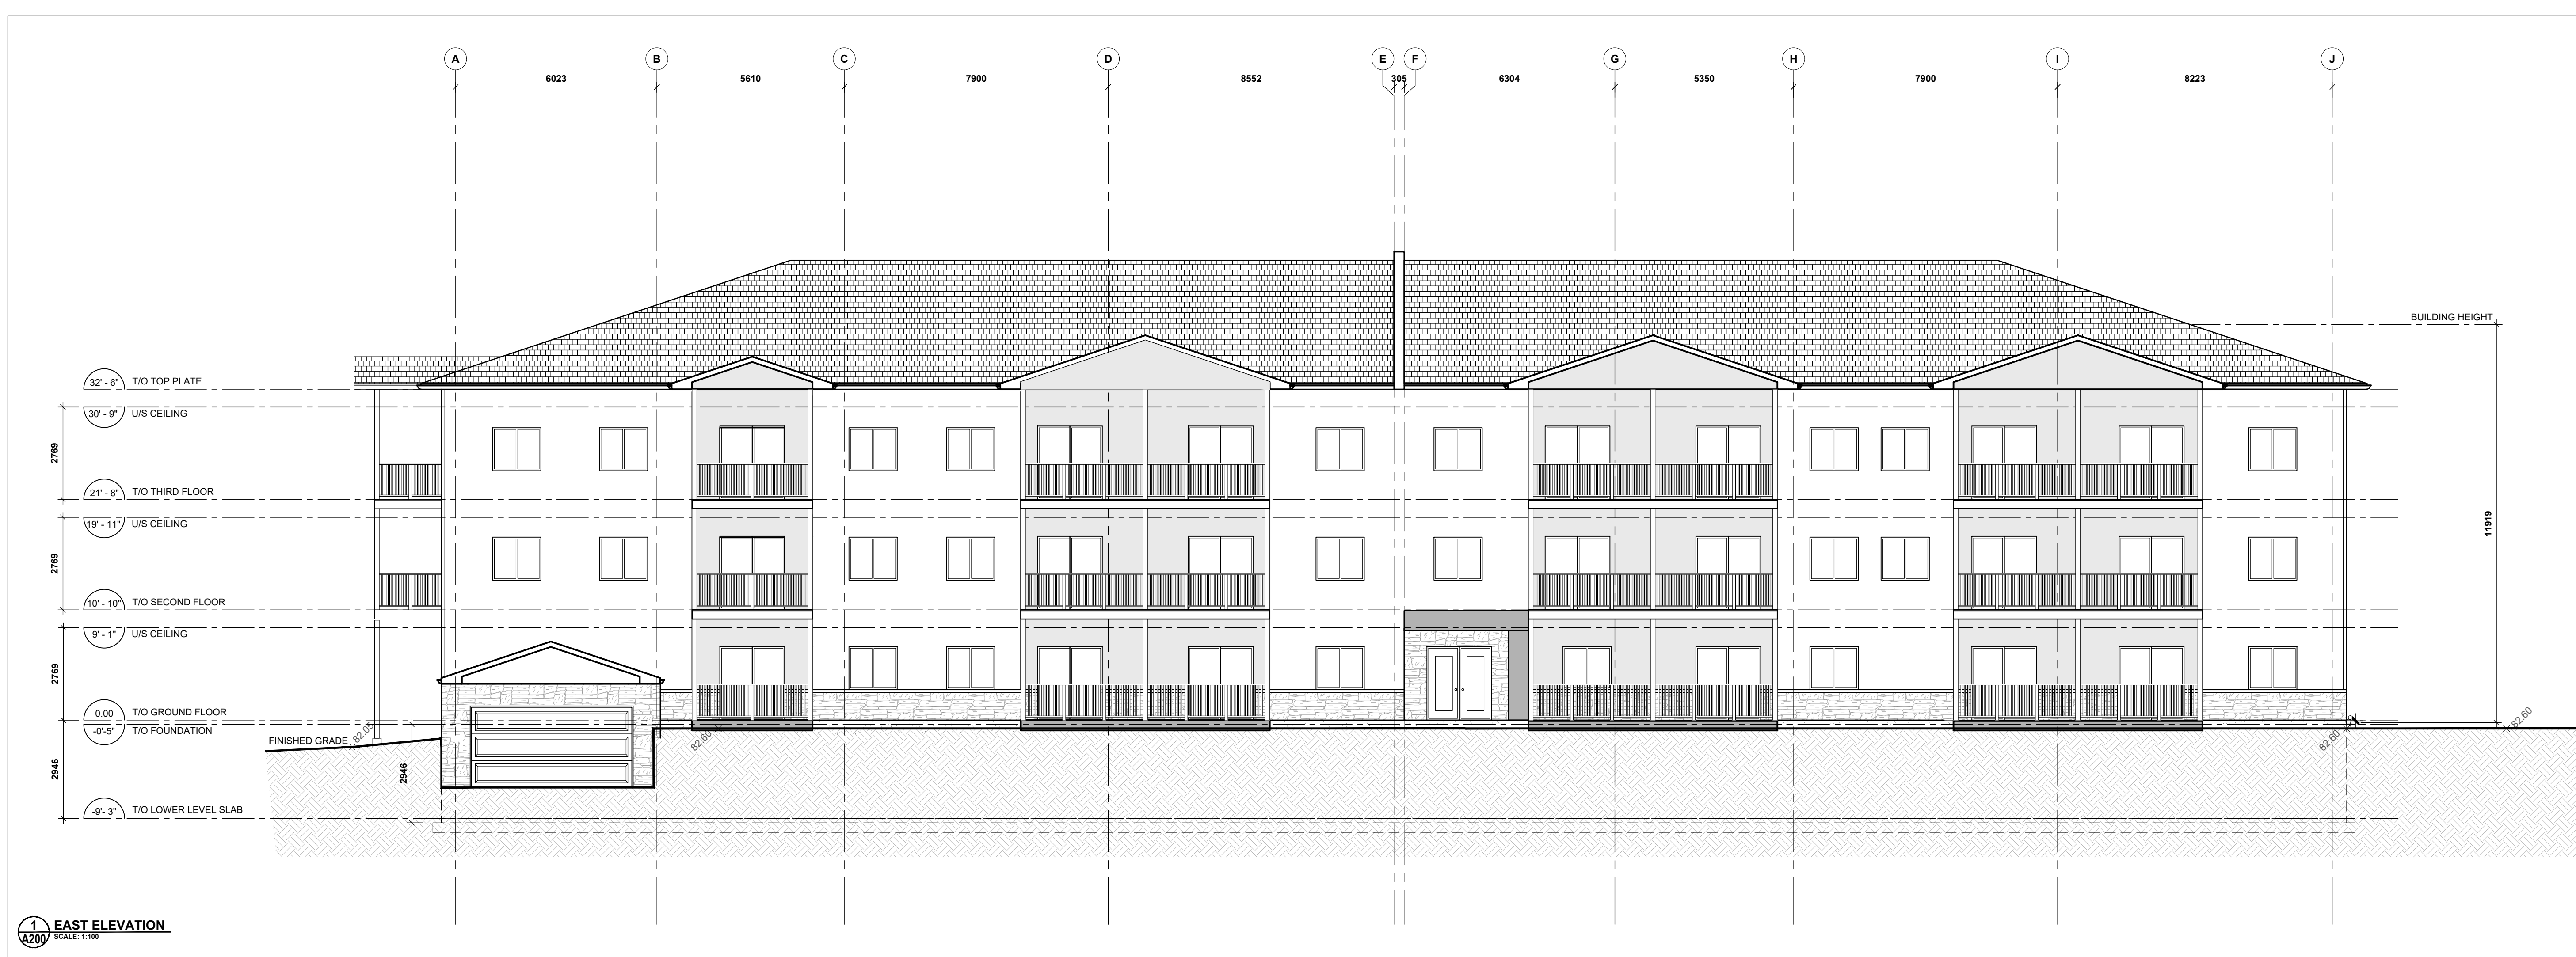 A B C D E F G H I J
6023 5610 7900 8552 305 6304 5350 7900 8223
BUILDING HEIGHT
32' - 6" T/O TOP PLATE
30' - 9" U/S CEILING
2769
21' - 8" T/O THIRD FLOOR
19' - 11" U/S CEILING
11919
2769
10' - 10" T/O SECOND FLOOR
9' - 1" U/S CEILING
2769
0.00 T/O GROUND FLOOR
-0'-5" T/O FOUNDATION
FINISHED GRADE
82.05
82.60
82.60
82.60
2946
2946
-9'- 3" T/O LOWER LEVEL SLAB
1 EAST ELEVATION
A200 SCALE: 1:100